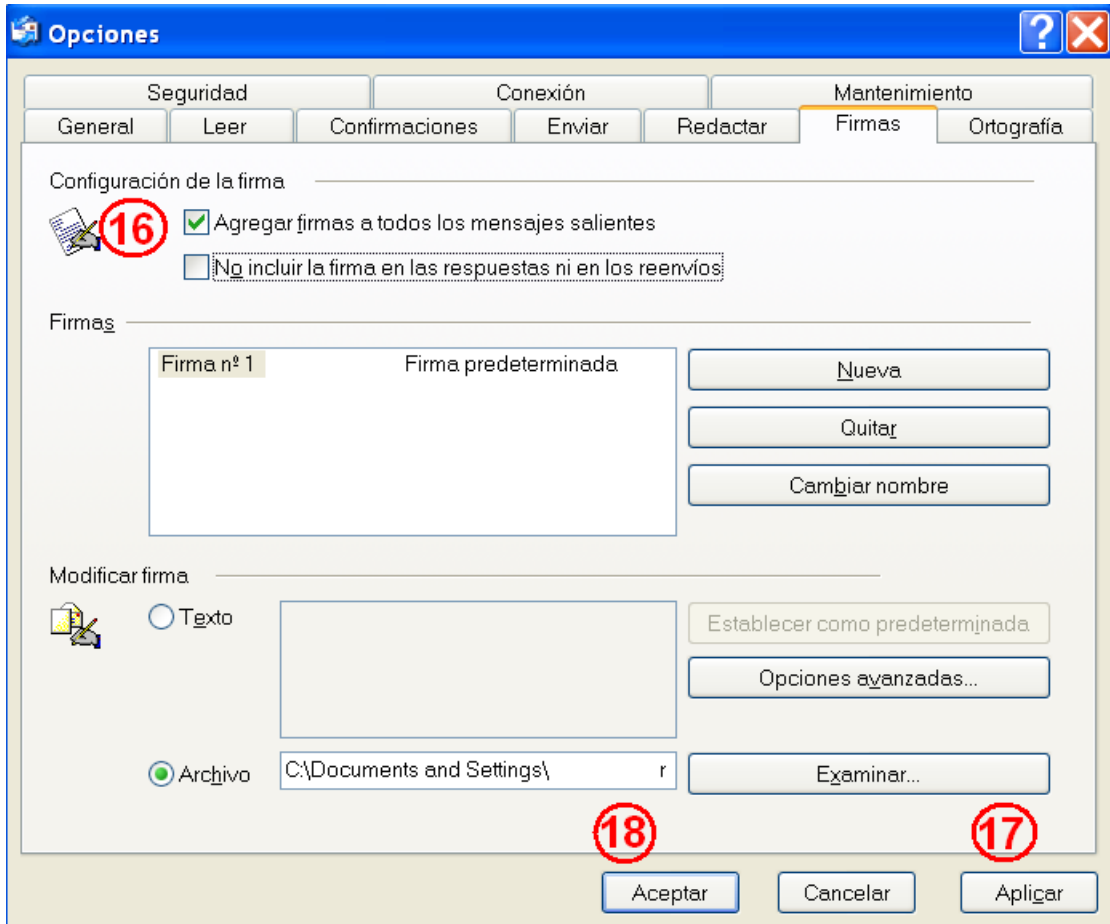 Opciones
Seguridad Conexión Mantenimiento
General Leer Confirmaciones Enviar Redactar Firmas Ortografía
Configuración de la firma
16 Agregar firmas a todos los mensajes salientes
No incluir la firma en las respuestas ni en los reenvíos
Firmas
Firma nº 1 Firma predeterminada Nueva
Quitar
Cambiar nombre
Modificar firma
Texto Establecer como predeterminada
Opciones avanzadas...
Archivo C:\Documents and Settings\ r Examinar...
18 17
Aceptar Cancelar Aplicar